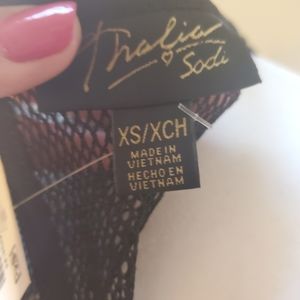 Thalia
Sodi
XS/XCH
MADE IN
VIETNAM
HECHO EN
VIETNAM